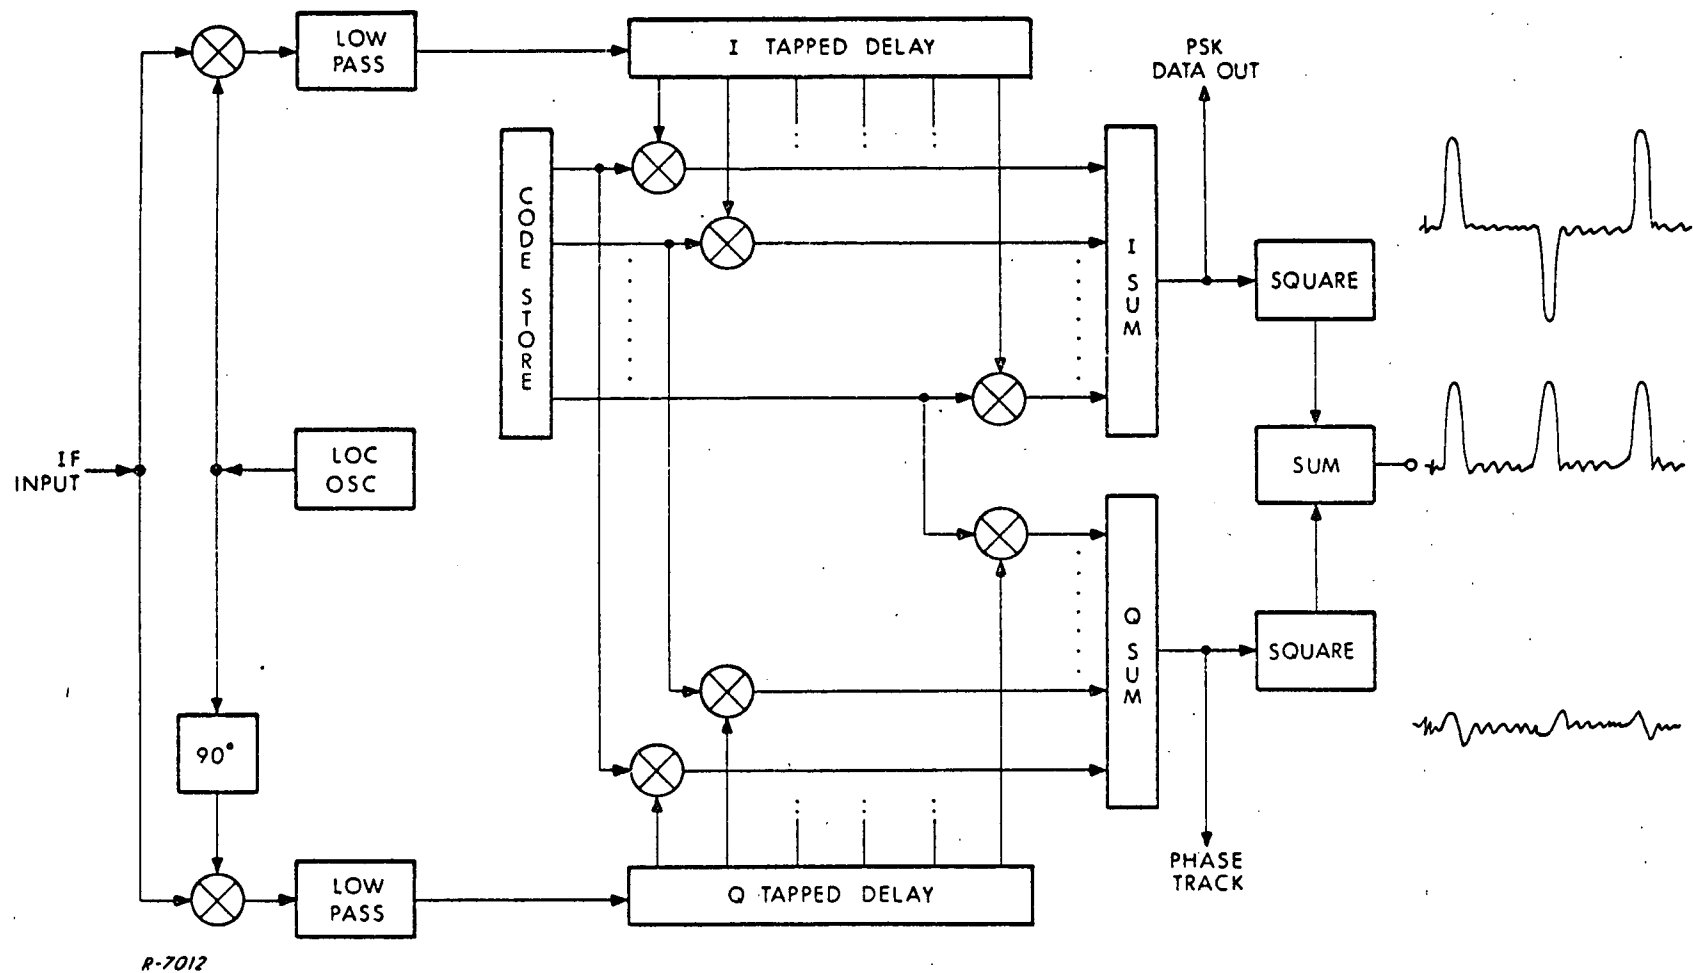 LOW
PASS
I TAPPED DELAY
PSK
DATA OUT
CODE STORE
I SUM
SQUARE
IF
INPUT
LOC
OSC
SUM
Q SUM
SQUARE
90°
PHASE
TRACK
LOW
PASS
Q TAPPED DELAY
R-7012